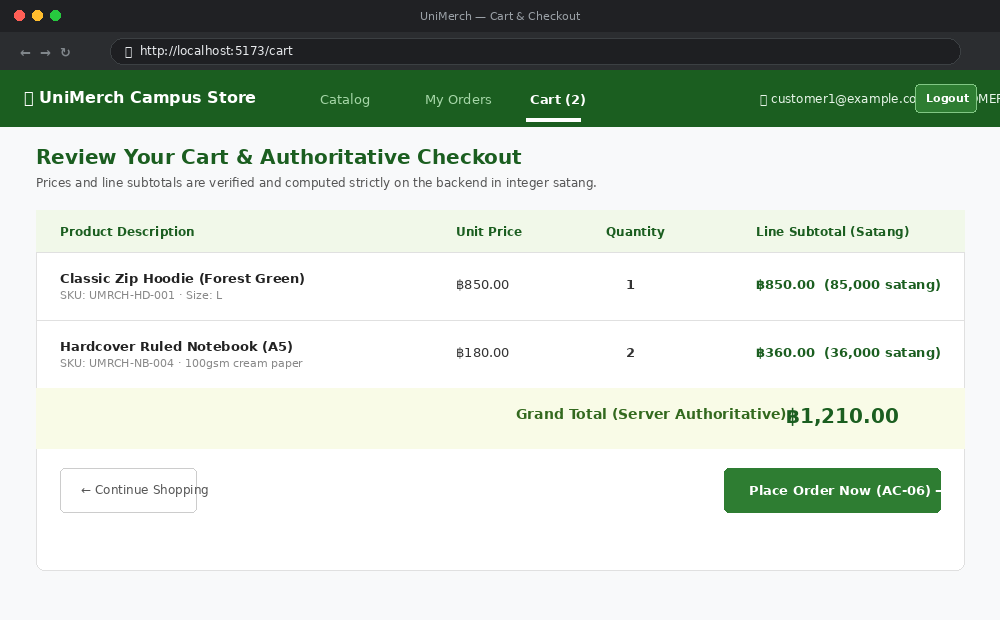 UniMerch — Cart & Checkout
← → ↻ http://localhost:5173/cart
UniMerch Campus Store Catalog My Orders Cart (2) customer1@example.co Logout
Review Your Cart & Authoritative Checkout
Prices and line subtotals are verified and computed strictly on the backend in integer satang.
Product Description Unit Price Quantity Line Subtotal (Satang)
Classic Zip Hoodie (Forest Green)
SKU: UMRCH-HD-001 · Size: L
฿850.00 1 ฿850.00 (85,000 satang)
Hardcover Ruled Notebook (A5)
SKU: UMRCH-NB-004 · 100gsm cream paper
฿180.00 2 ฿360.00 (36,000 satang)
Grand Total (Server Authoritative) ฿1,210.00
← Continue Shopping Place Order Now (AC-06)